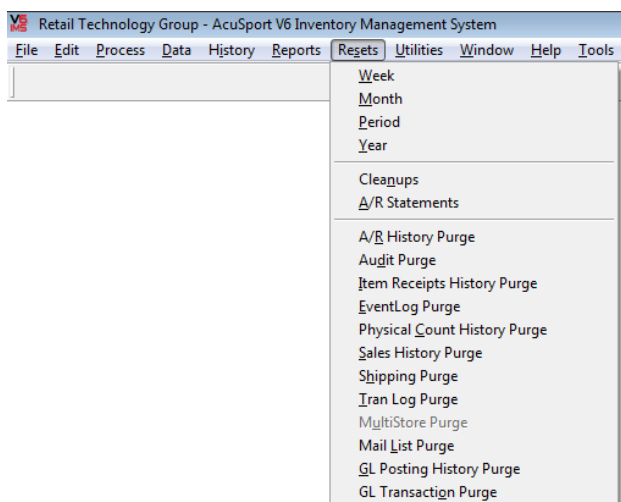 V6 IMS Retail Technology Group - AcuSport V6 Inventory Management System
File Edit Process Data History Reports Resets Utilities Window Help Tools
Week
Month
Period
Year
Cleanups
A/R Statements
A/R History Purge
Audit Purge
Item Receipts History Purge
EventLog Purge
Physical Count History Purge
Sales History Purge
Shipping Purge
Tran Log Purge
MultiStore Purge
Mail List Purge
GL Posting History Purge
GL Transaction Purge